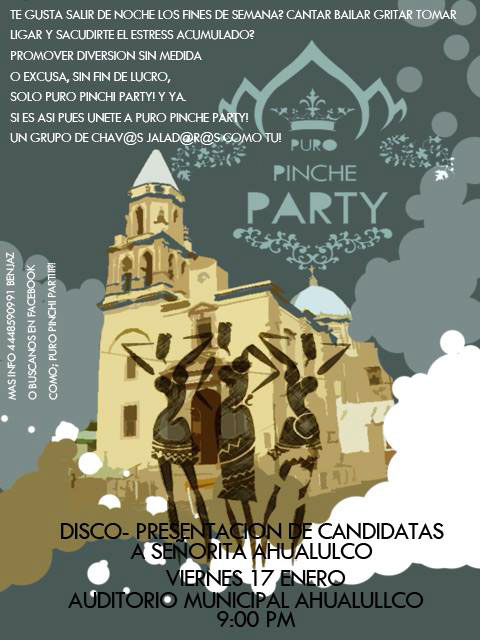 TE GUSTA SALIR DE NOCHE LOS FINES DE SEMANA? CANTAR BAILAR GRITAR TOMAR
LIGAR Y SACUDIRTE EL ESTRESS ACUMULADO?
PROMOVER DIVERSION SIN MEDIDA
O EXCUSA, SIN FIN DE LUCRO,
SOLO PURO PINCHI PARTY! Y YA.
SI ES ASI PUES UNETE A PURO PINCHE PARTY!
UN GRUPO DE CHAV@S JALAD@R@S COMO TU!
PURO
PINCHE
PARTY
MAS INFO 4448590991 BENJAZ
O BUSCANOS EN FACEBOOK
COMO; PURO PINCHI PARTIIP!
DISCO- PRESENTACION DE CANDIDATAS
A SEÑORITA AHUALULCO
VIERNES 17 ENERO
AUDITORIO MUNICIPAL AHUALULLCO
9:00 PM